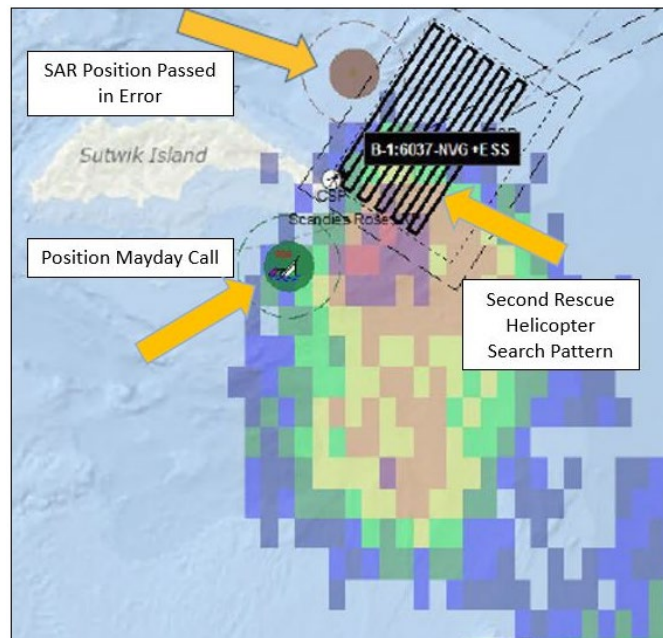 SAR Position Passed
in Error
Sutwik Island
B-1:6037-NVG +ESS
CSP
Scandies Rose
Position Mayday Call
Second Rescue
Helicopter
Search Pattern